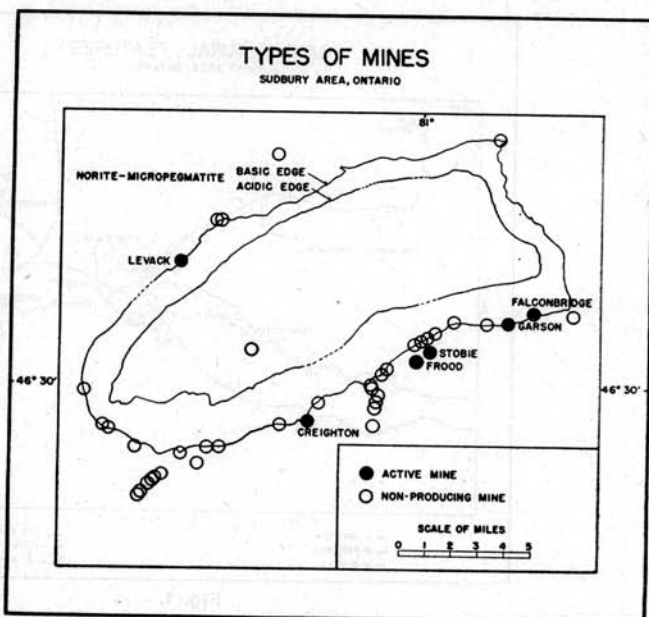 TYPES OF MINES
SUDBURY AREA, ONTARIO
81°
NORITE-MICROPEGMATITE
BASIC EDGE
ACIDIC EDGE
LEVACK
FALCONBRIDGE
GARSON
STOBIE
FROOD
46° 30'
46° 30'
CREIGHTON
ACTIVE MINE
NON-PRODUCING MINE
SCALE OF MILES
0 1 2 3 4 5